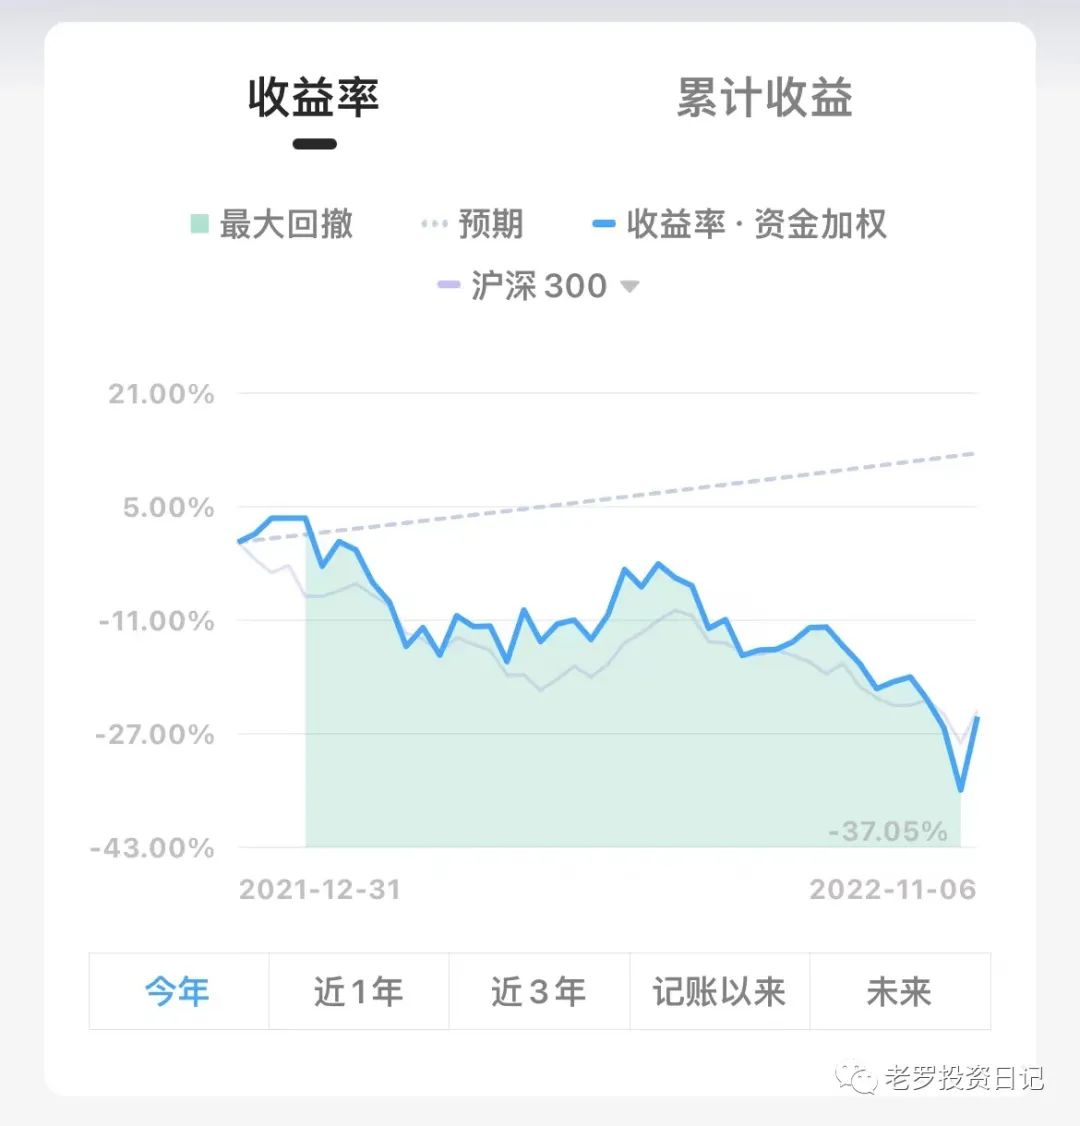 收益率 累计收益
最大回撤 预期 收益率·资金加权
沪深300
21.00%
5.00%
-11.00%
-27.00%
-43.00%
-37.05%
2021-12-31 2022-11-06
今年 近1年 近3年 记账以来 未来
老罗投资日记